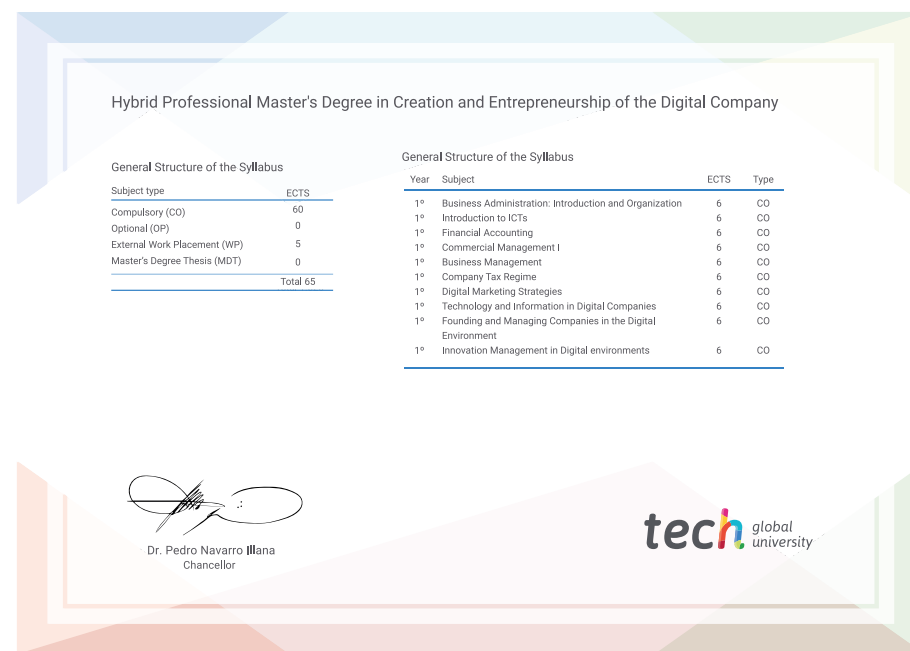 Hybrid Professional Master's Degree in Creation and Entrepreneurship of the Digital Company
General Structure of the Syllabus
Subject type ECTS
Compulsory (CO) 60
Optional (OP) 0
External Work Placement (WP) 5
Master's Degree Thesis (MDT) 0
Total 65
General Structure of the Syllabus
Year Subject ECTS Type
1º Business Administration: Introduction and Organization 6 CO
1º Introduction to ICTs 6 CO
1º Financial Accounting 6 CO
1º Commercial Management I 6 CO
1º Business Management 6 CO
1º Company Tax Regime 6 CO
1º Digital Marketing Strategies 6 CO
1º Technology and Information in Digital Companies 6 CO
1º Founding and Managing Companies in the Digital 6 CO
Environment
1º Innovation Management in Digital environments 6 CO
Dr. Pedro Navarro Illana
Chancellor
tech global
university